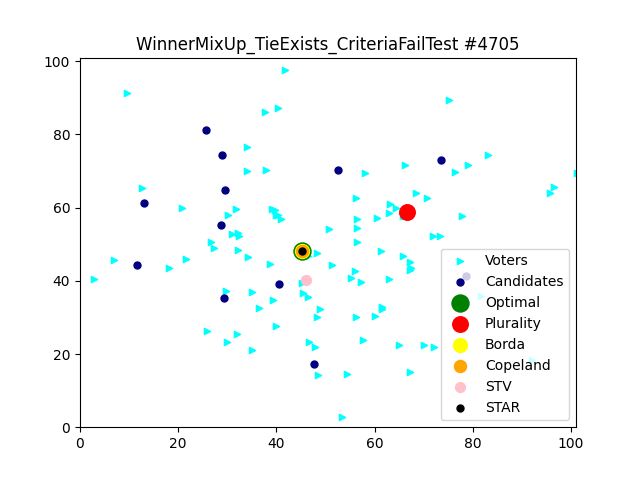 WinnerMixUp_TieExists_CriteriaFailTest #4705
100
80
60
40
20
0
0 20 40 60 80 100
Voters
Candidates
Optimal
Plurality
Borda
Copeland
STV
STAR